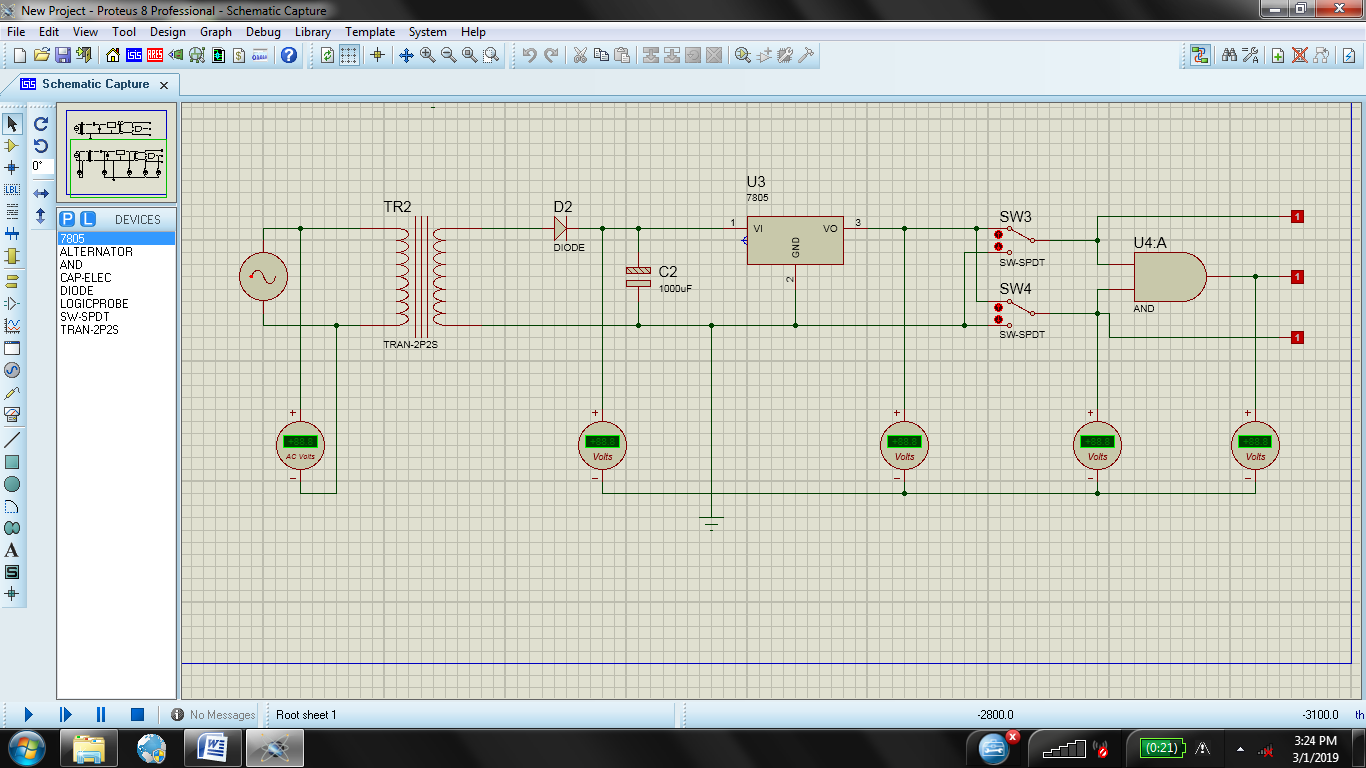 New Project - Proteus 8 Professional - Schematic Capture
File Edit View Tool Design Graph Debug Library Template System Help
Schematic Capture
0°
LBL
P L DEVICES
7805
ALTERNATOR
AND
CAP-ELEC
DIODE
LOGICPROBE
SW-SPDT
TRAN-2P2S
A
S
TR2
TRAN-2P2S
D2
DIODE
C2
1000uF
U3
7805
1 VI VO 3
GND
2
SW3
SW-SPDT
SW4
SW-SPDT
U4:A
AND
1
1
1
+ + + + +
AC Volts Volts Volts Volts Volts
− − − − −
No Messages Root sheet 1 -2800.0 -3100.0 th
(0:21) 3:24 PM
3/1/2019